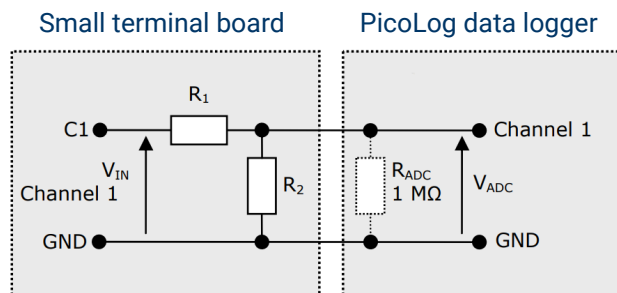 Small terminal board
PicoLog data logger
R1
C1
Channel 1
VIN
Channel 1
R2
RADC
1 MΩ
VADC
GND
GND